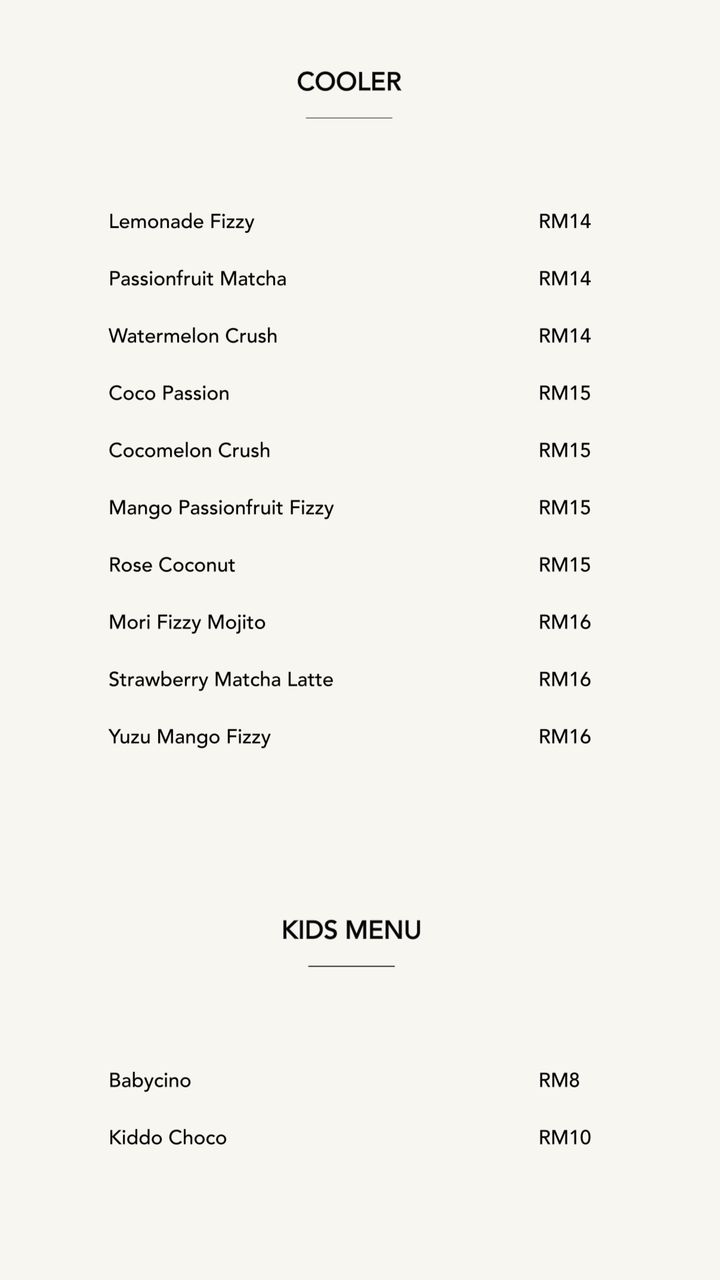 COOLER
Lemonade Fizzy RM14
Passionfruit Matcha RM14
Watermelon Crush RM14
Coco Passion RM15
Cocomelon Crush RM15
Mango Passionfruit Fizzy RM15
Rose Coconut RM15
Mori Fizzy Mojito RM16
Strawberry Matcha Latte RM16
Yuzu Mango Fizzy RM16
KIDS MENU
Babycino RM8
Kiddo Choco RM10